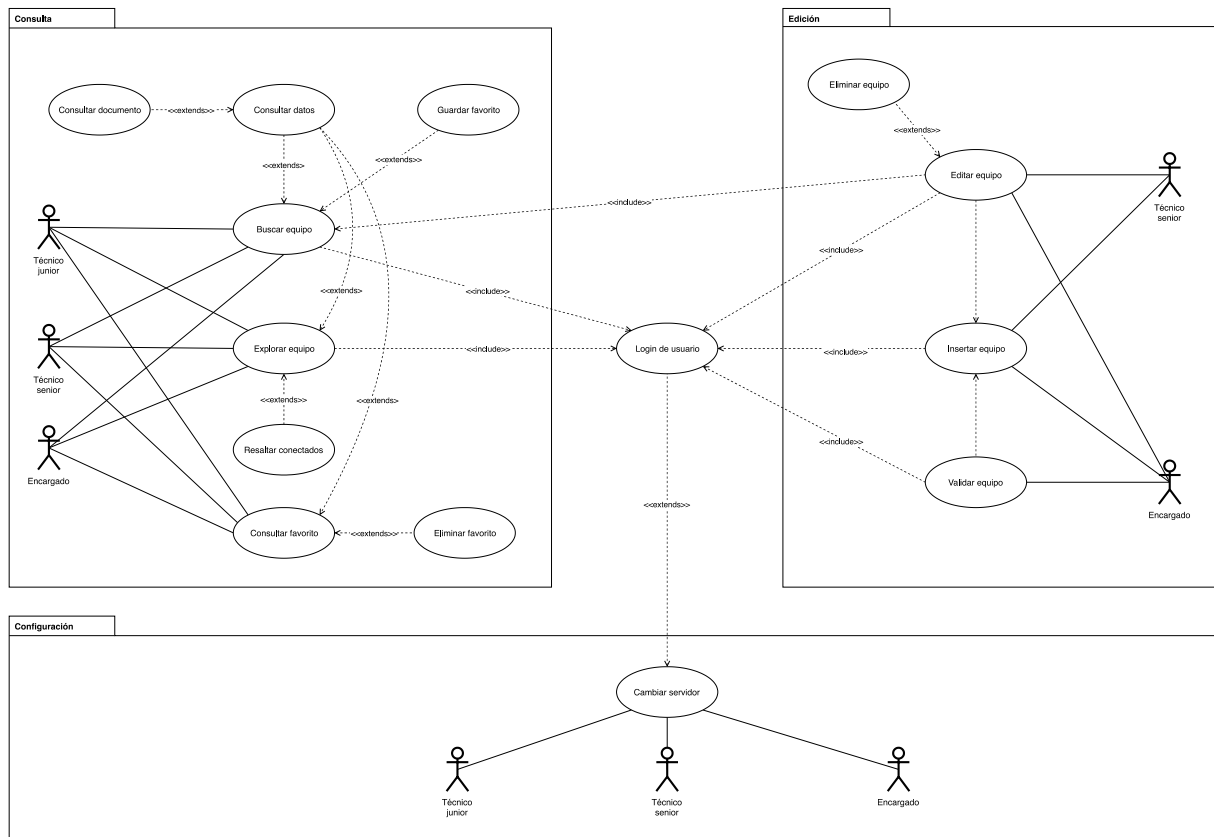 Consulta
Edición
Consultar documento
<<extends>>
Consultar datos
Guardar favorito
Eliminar equipo
<<extends>>
<<extends>
<<extends>>
Editar equipo
Técnico
senior
<<include>>
Buscar equipo
Técnico
junior
<<include>>
<<extends>>
<<include>>
Técnico
senior
Explorar equipo
<<include>>
Login de usuario
<<include>>
Insertar equipo
<<extends>>
<<extends>
Encargado
Resaltar conectados
<<include>>
Validar equipo
Encargado
<<extends>>
Consultar favorito
<<extends>>
Eliminar favorito
Configuración
Cambiar servidor
Técnico
junior
Técnico
senior
Encargado